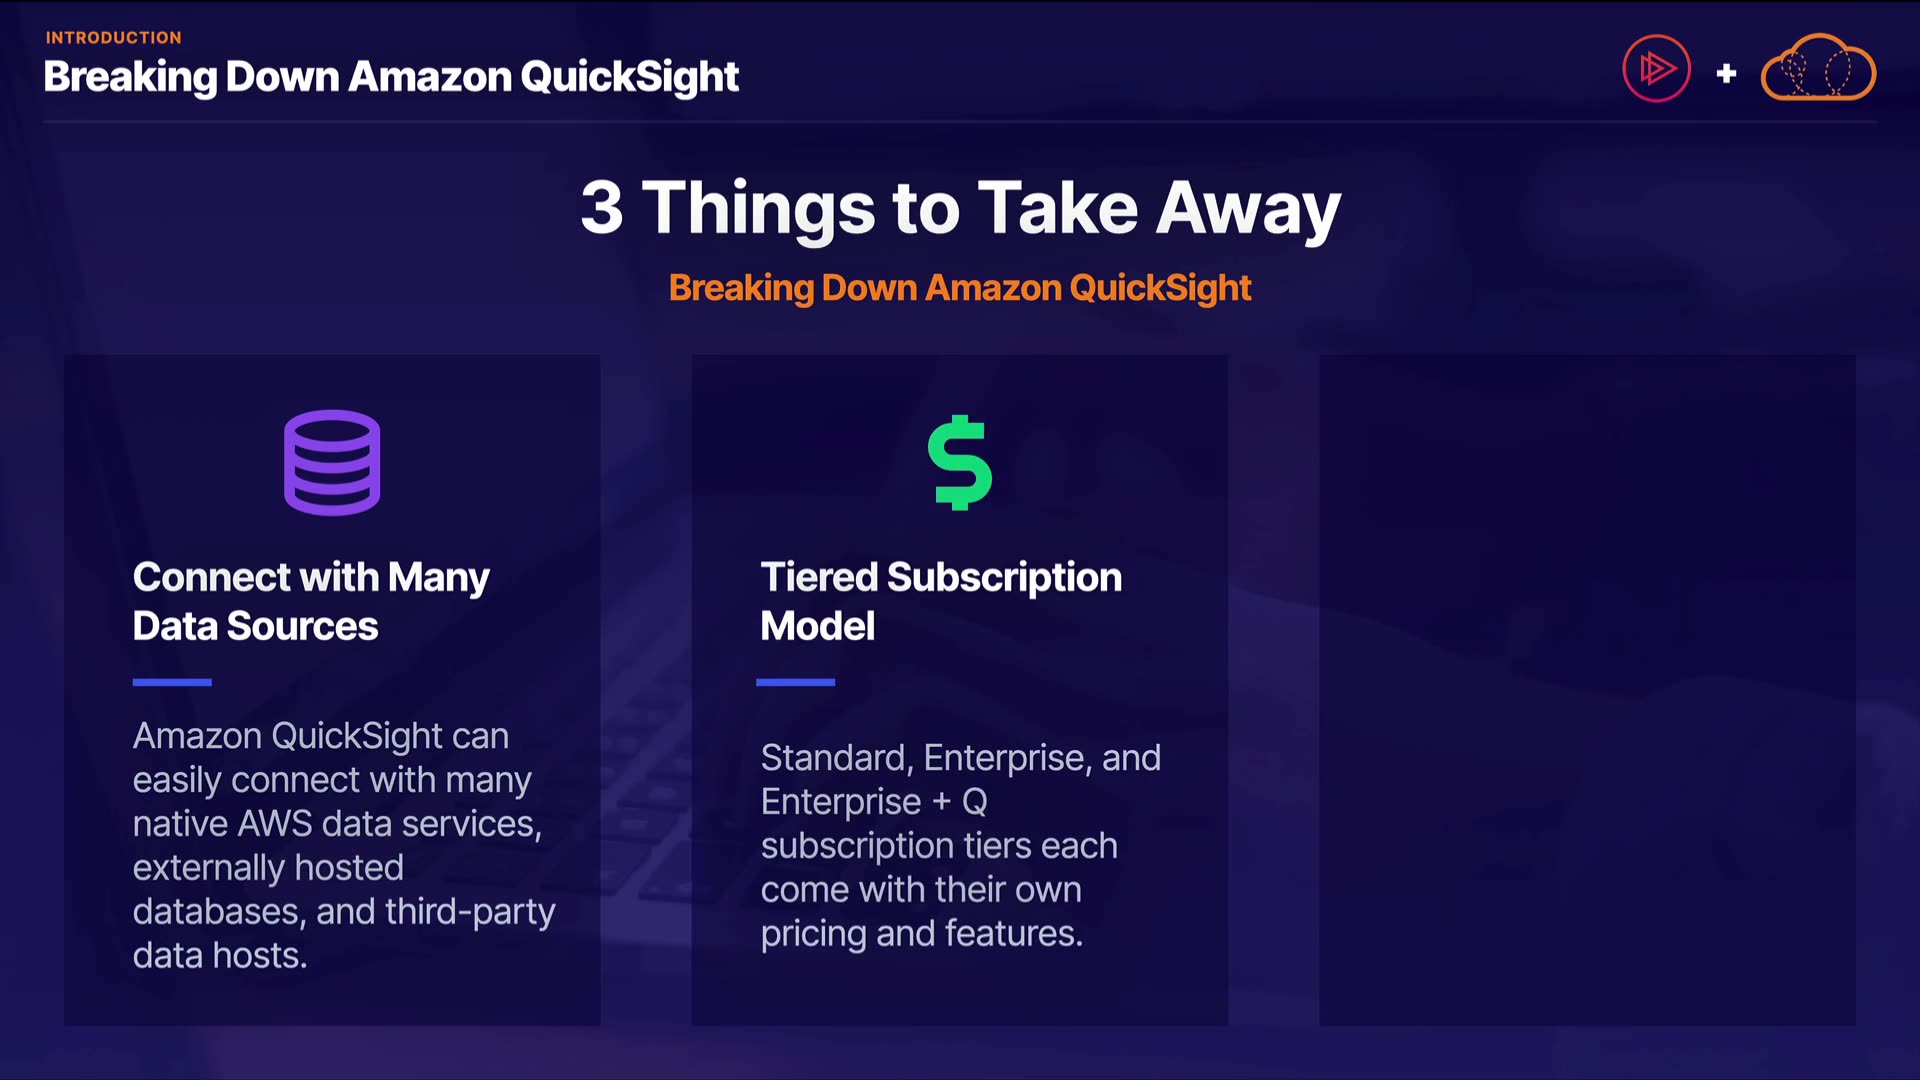 INTRODUCTION
Breaking Down Amazon QuickSight
+
3 Things to Take Away
Breaking Down Amazon QuickSight
Connect with Many
Data Sources
Amazon QuickSight can
easily connect with many
native AWS data services,
externally hosted
databases, and third-party
data hosts.
$
Tiered Subscription
Model
Standard, Enterprise, and
Enterprise + Q
subscription tiers each
come with their own
pricing and features.